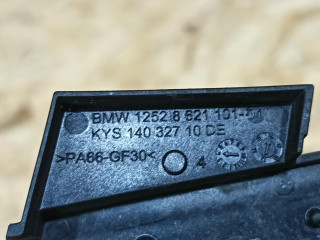 BMW 1252 8 621 101-
KYS 140 327 10 DE
>PA66-GF30< 4